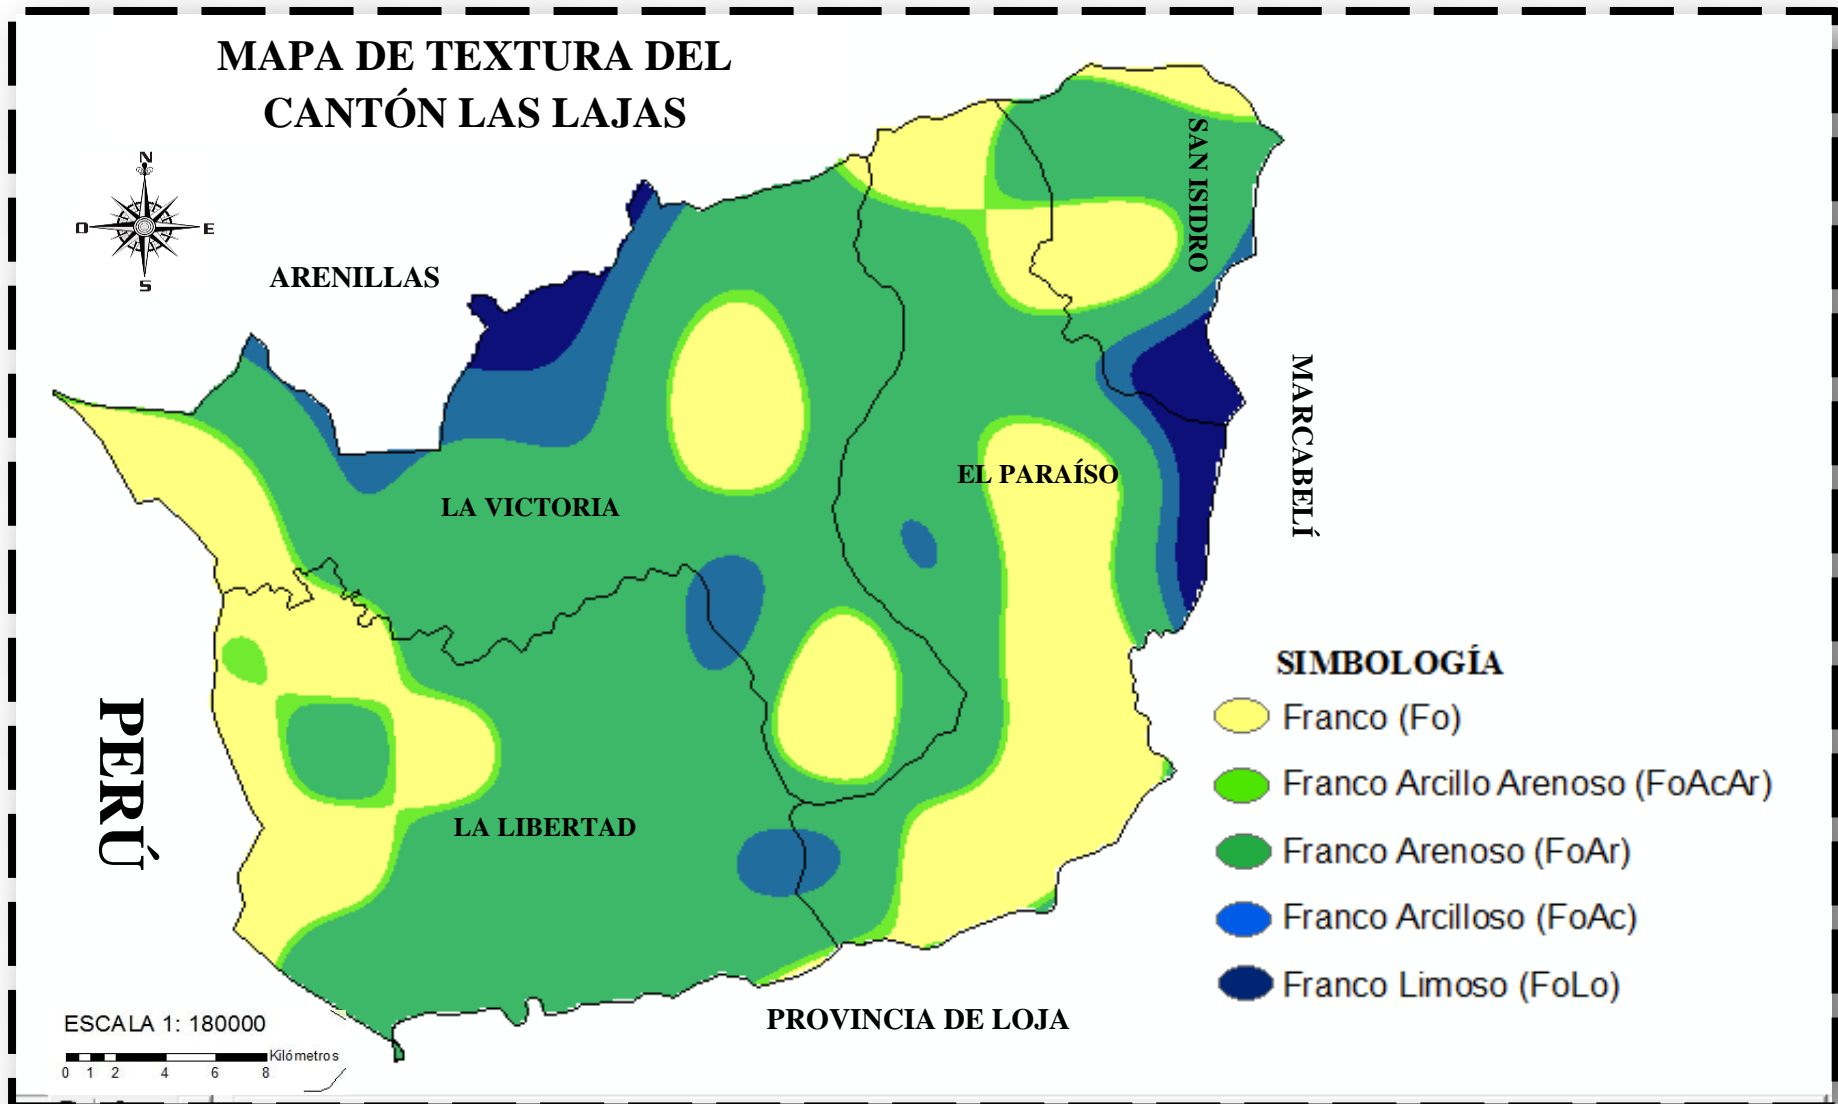 MAPA DE TEXTURA DEL
CANTÓN LAS LAJAS
N
O
E
S
ARENILLAS
SAN ISIDRO
MARCABELÍ
EL PARAÍSO
LA VICTORIA
PERÚ
LA LIBERTAD
PROVINCIA DE LOJA
SIMBOLOGÍA
Franco (Fo)
Franco Arcillo Arenoso (FoAcAr)
Franco Arenoso (FoAr)
Franco Arcilloso (FoAc)
Franco Limoso (FoLo)
ESCALA 1: 180000
Kilómetros
0 1 2 4 6 8